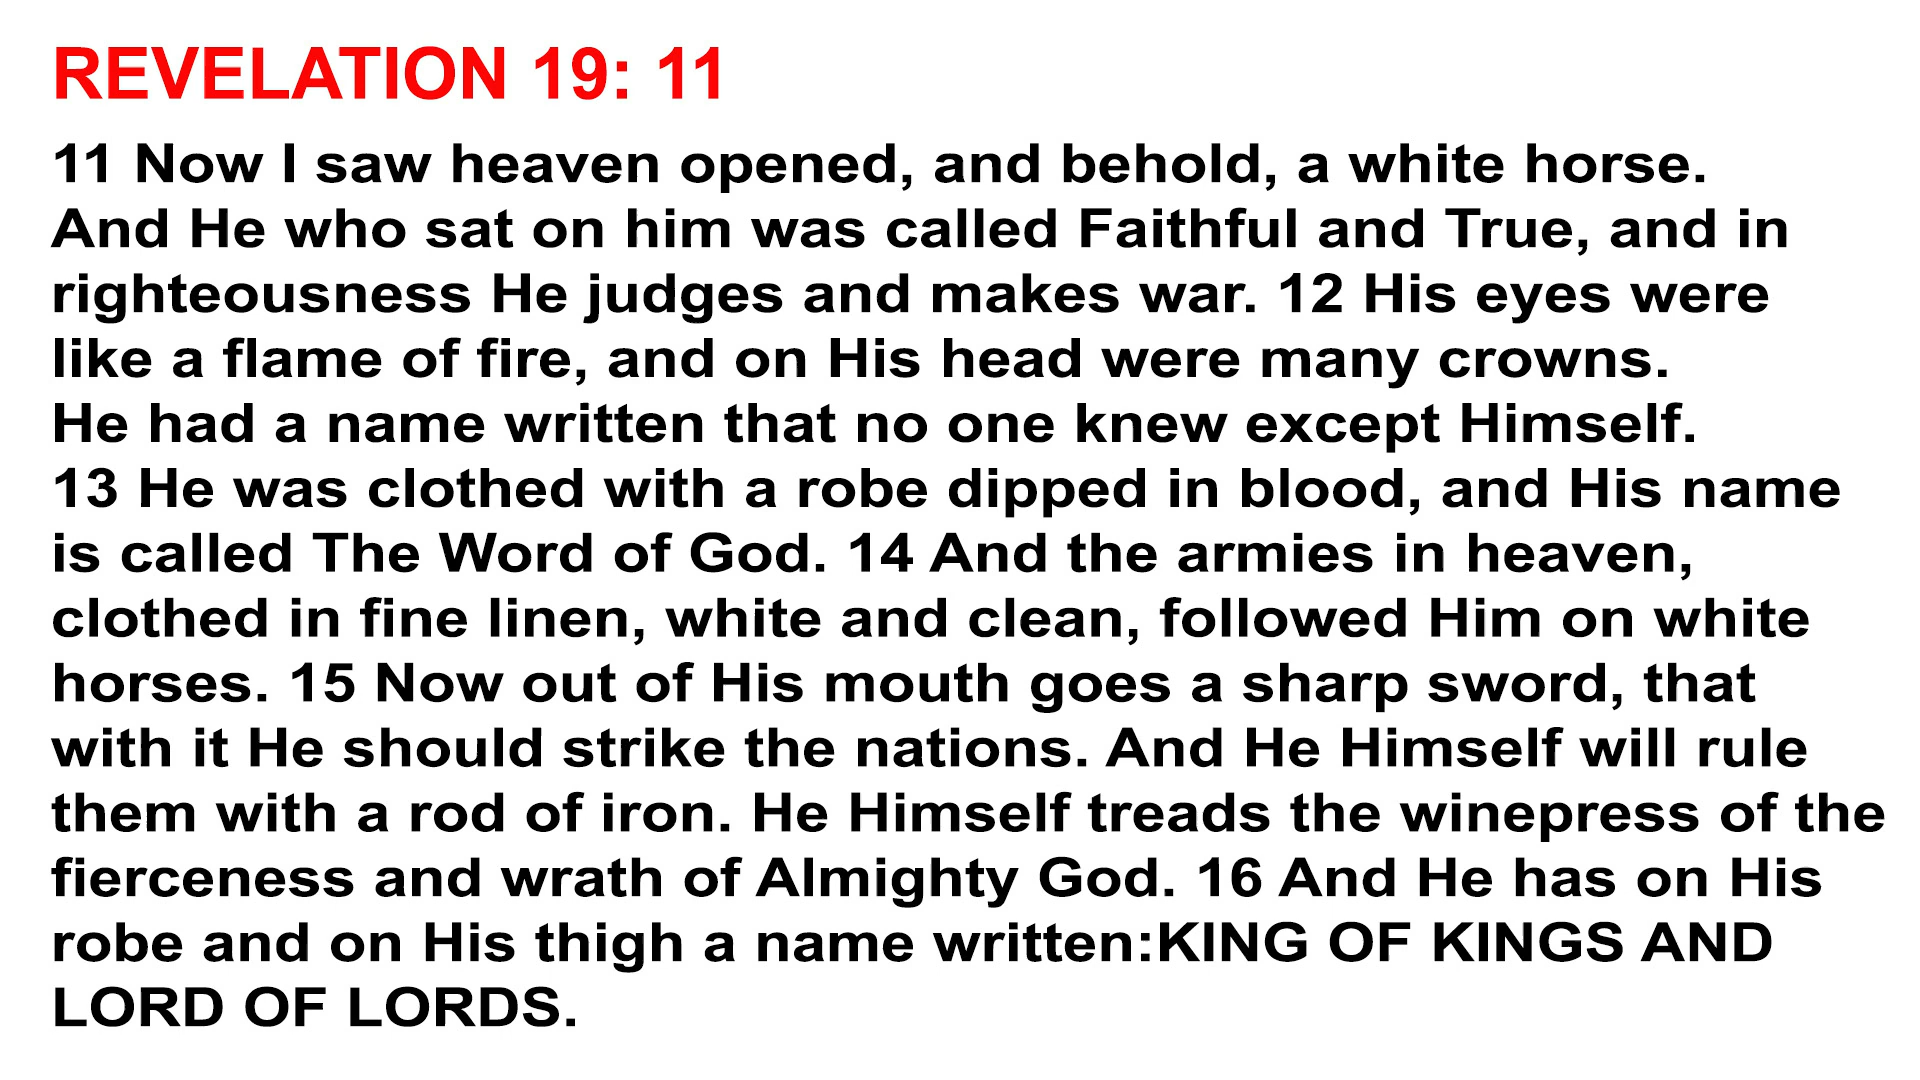 REVELATION 19: 11
11 Now I saw heaven opened, and behold, a white horse.
And He who sat on him was called Faithful and True, and in
righteousness He judges and makes war. 12 His eyes were
like a flame of fire, and on His head were many crowns.
He had a name written that no one knew except Himself.
13 He was clothed with a robe dipped in blood, and His name
is called The Word of God. 14 And the armies in heaven,
clothed in fine linen, white and clean, followed Him on white
horses. 15 Now out of His mouth goes a sharp sword, that
with it He should strike the nations. And He Himself will rule
them with a rod of iron. He Himself treads the winepress of the
fierceness and wrath of Almighty God. 16 And He has on His
robe and on His thigh a name written:KING OF KINGS AND
LORD OF LORDS.